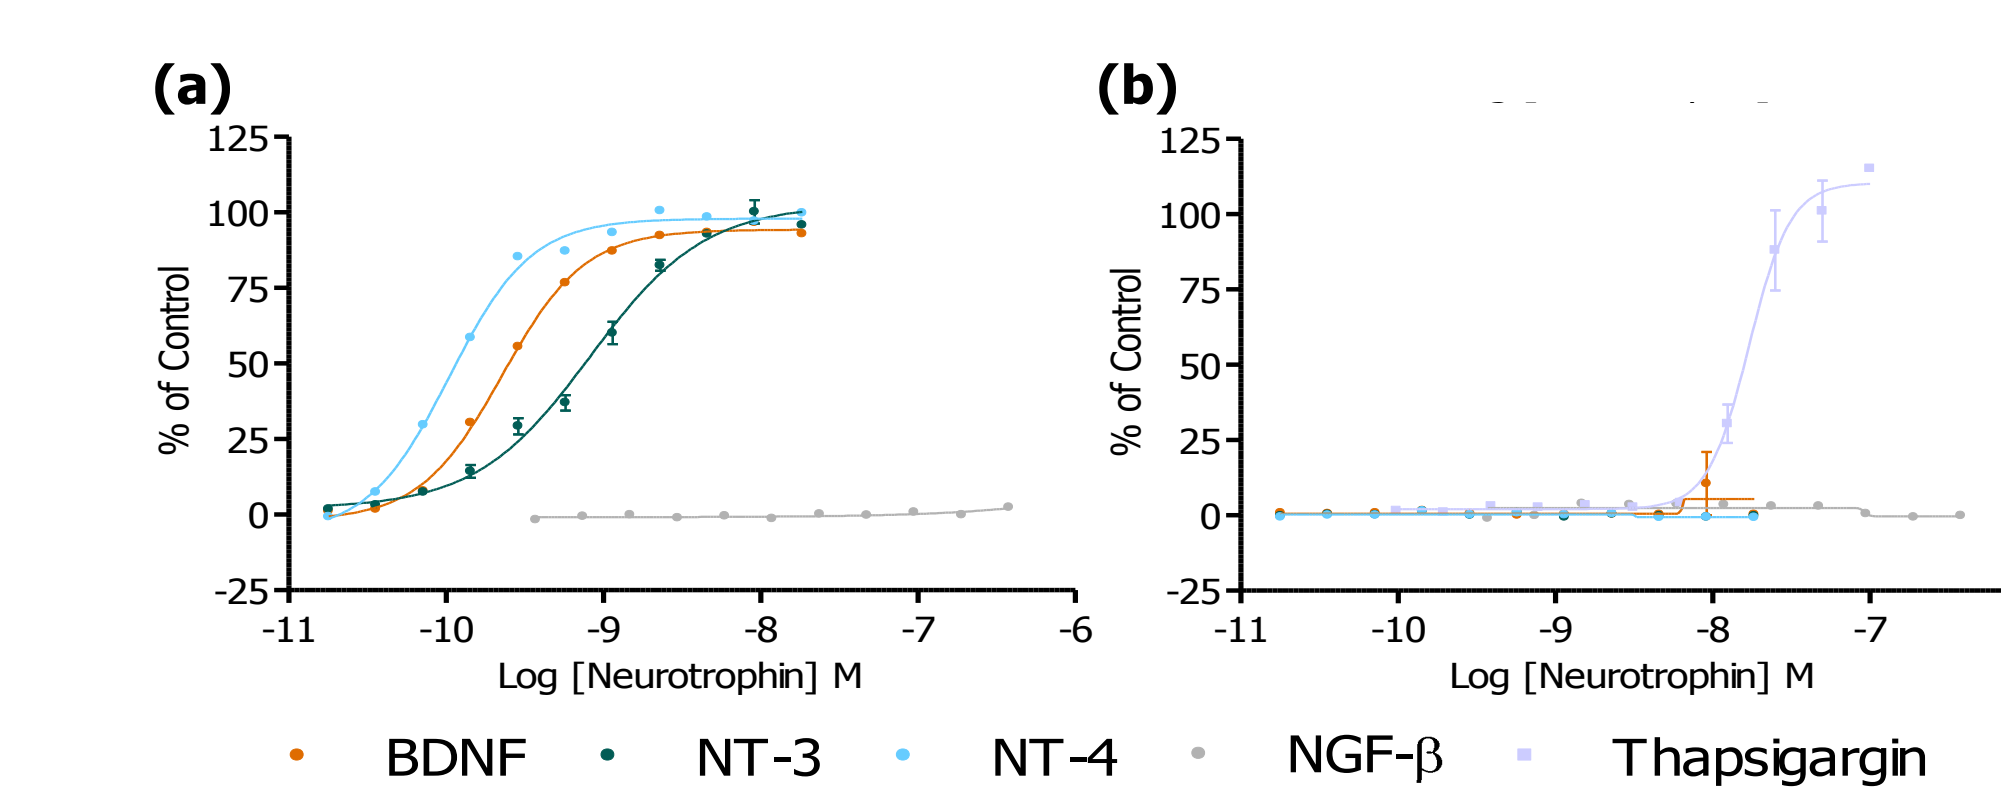 (a)
125
100
75
50
25
0
-25
% of Control
-11 -10 -9 -8 -7 -6
Log [Neurotrophin] M
(b)
125
100
75
50
25
0
-25
% of Control
-11 -10 -9 -8 -7
Log [Neurotrophin] M
BDNF NT-3 NT-4 NGF-β Thapsigargin